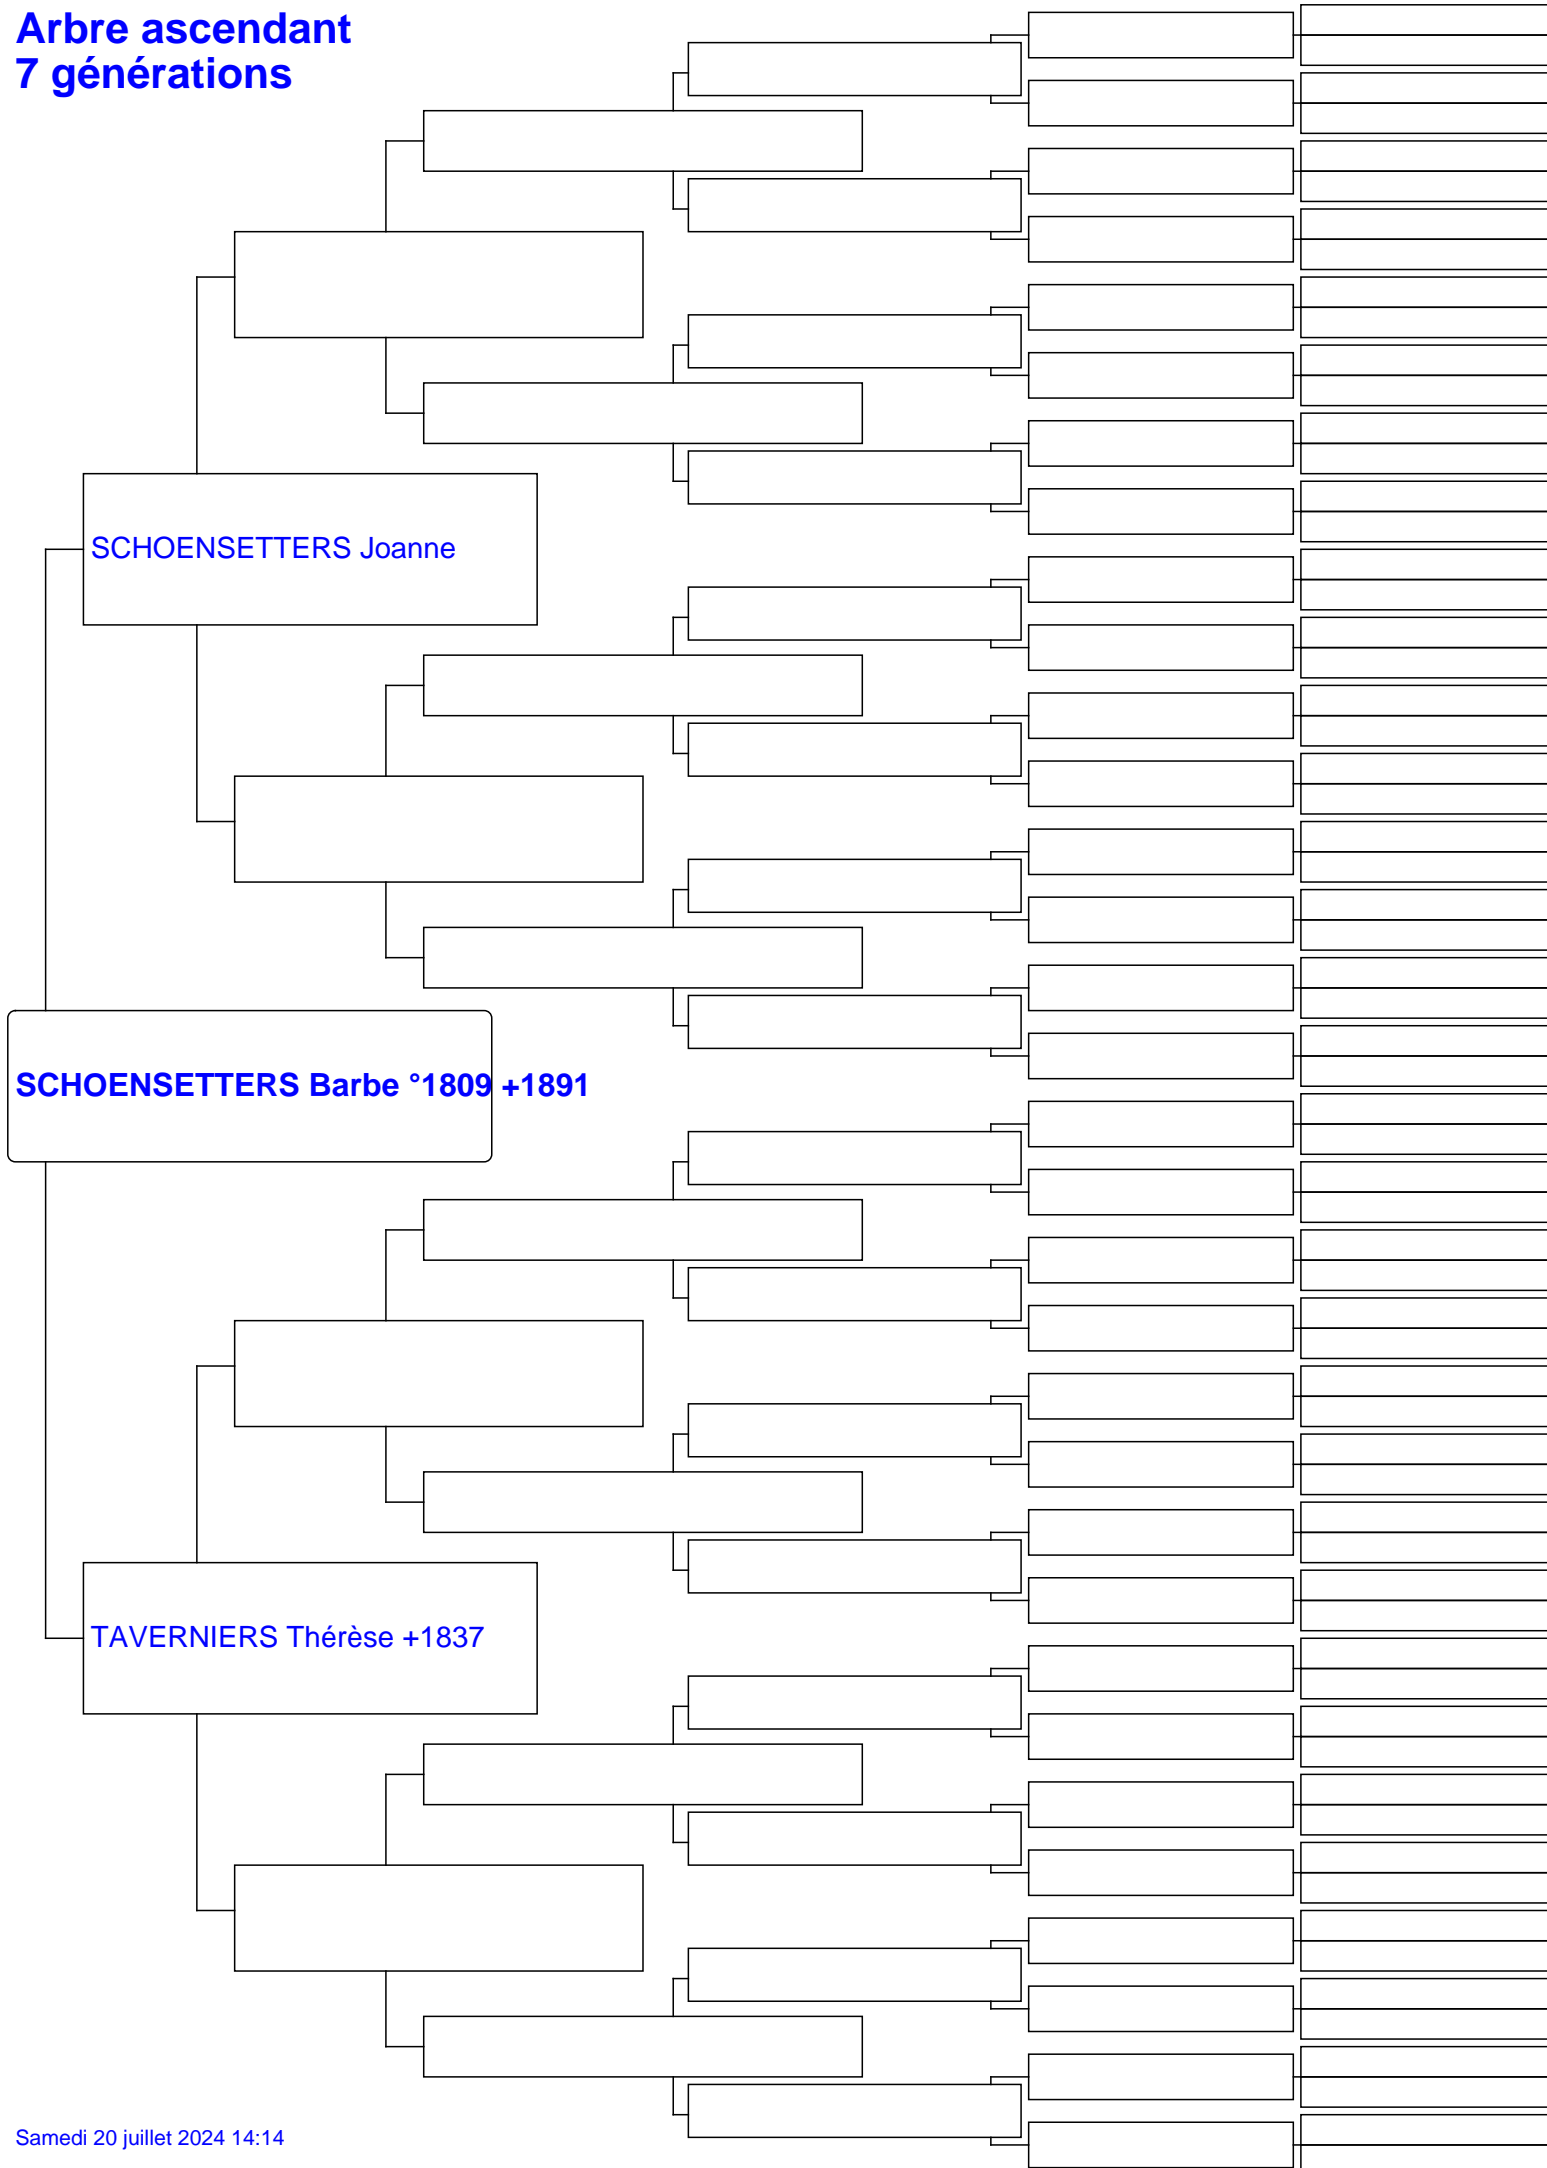 Arbre ascendant
7 générations
SCHOENSETTERS Joanne
SCHOENSETTERS Barbe °1809 +1891
TAVERNIERS Thérèse +1837
Samedi 20 juillet 2024 14:14